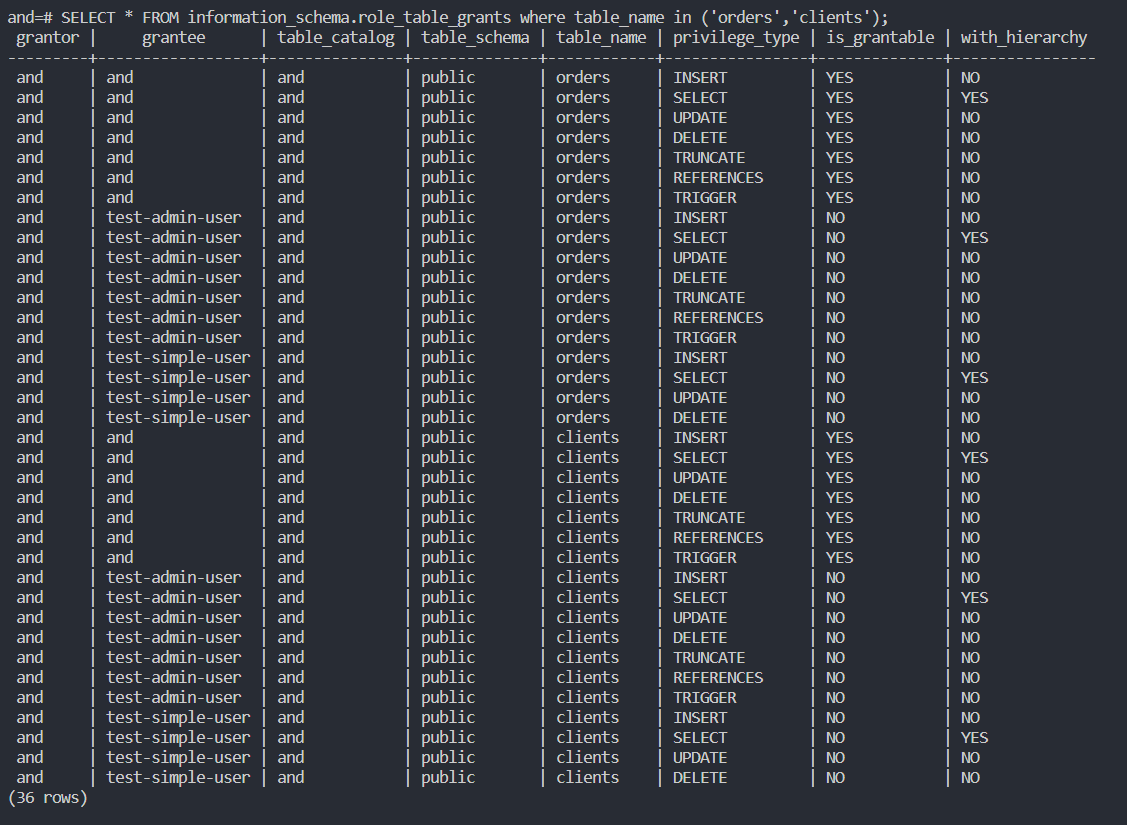 and=# SELECT * FROM information_schema.role_table_grants where table_name in ('orders','clients');
 grantor |     grantee      | table_catalog | table_schema | table_name | privilege_type | is_grantable | with_hierarchy
---------+------------------+---------------+--------------+------------+----------------+--------------+----------------
 and     | and              | and           | public       | orders     | INSERT         | YES          | NO
 and     | and              | and           | public       | orders     | SELECT         | YES          | YES
 and     | and              | and           | public       | orders     | UPDATE         | YES          | NO
 and     | and              | and           | public       | orders     | DELETE         | YES          | NO
 and     | and              | and           | public       | orders     | TRUNCATE       | YES          | NO
 and     | and              | and           | public       | orders     | REFERENCES     | YES          | NO
 and     | and              | and           | public       | orders     | TRIGGER        | YES          | NO
 and     | test-admin-user  | and           | public       | orders     | INSERT         | NO           | NO
 and     | test-admin-user  | and           | public       | orders     | SELECT         | NO           | YES
 and     | test-admin-user  | and           | public       | orders     | UPDATE         | NO           | NO
 and     | test-admin-user  | and           | public       | orders     | DELETE         | NO           | NO
 and     | test-admin-user  | and           | public       | orders     | TRUNCATE       | NO           | NO
 and     | test-admin-user  | and           | public       | orders     | REFERENCES     | NO           | NO
 and     | test-admin-user  | and           | public       | orders     | TRIGGER        | NO           | NO
 and     | test-simple-user | and           | public       | orders     | INSERT         | NO           | NO
 and     | test-simple-user | and           | public       | orders     | SELECT         | NO           | YES
 and     | test-simple-user | and           | public       | orders     | UPDATE         | NO           | NO
 and     | test-simple-user | and           | public       | orders     | DELETE         | NO           | NO
 and     | and              | and           | public       | clients    | INSERT         | YES          | NO
 and     | and              | and           | public       | clients    | SELECT         | YES          | YES
 and     | and              | and           | public       | clients    | UPDATE         | YES          | NO
 and     | and              | and           | public       | clients    | DELETE         | YES          | NO
 and     | and              | and           | public       | clients    | TRUNCATE       | YES          | NO
 and     | and              | and           | public       | clients    | REFERENCES     | YES          | NO
 and     | and              | and           | public       | clients    | TRIGGER        | YES          | NO
 and     | test-admin-user  | and           | public       | clients    | INSERT         | NO           | NO
 and     | test-admin-user  | and           | public       | clients    | SELECT         | NO           | YES
 and     | test-admin-user  | and           | public       | clients    | UPDATE         | NO           | NO
 and     | test-admin-user  | and           | public       | clients    | DELETE         | NO           | NO
 and     | test-admin-user  | and           | public       | clients    | TRUNCATE       | NO           | NO
 and     | test-admin-user  | and           | public       | clients    | REFERENCES     | NO           | NO
 and     | test-admin-user  | and           | public       | clients    | TRIGGER        | NO           | NO
 and     | test-simple-user | and           | public       | clients    | INSERT         | NO           | NO
 and     | test-simple-user | and           | public       | clients    | SELECT         | NO           | YES
 and     | test-simple-user | and           | public       | clients    | UPDATE         | NO           | NO
 and     | test-simple-user | and           | public       | clients    | DELETE         | NO           | NO
(36 rows)